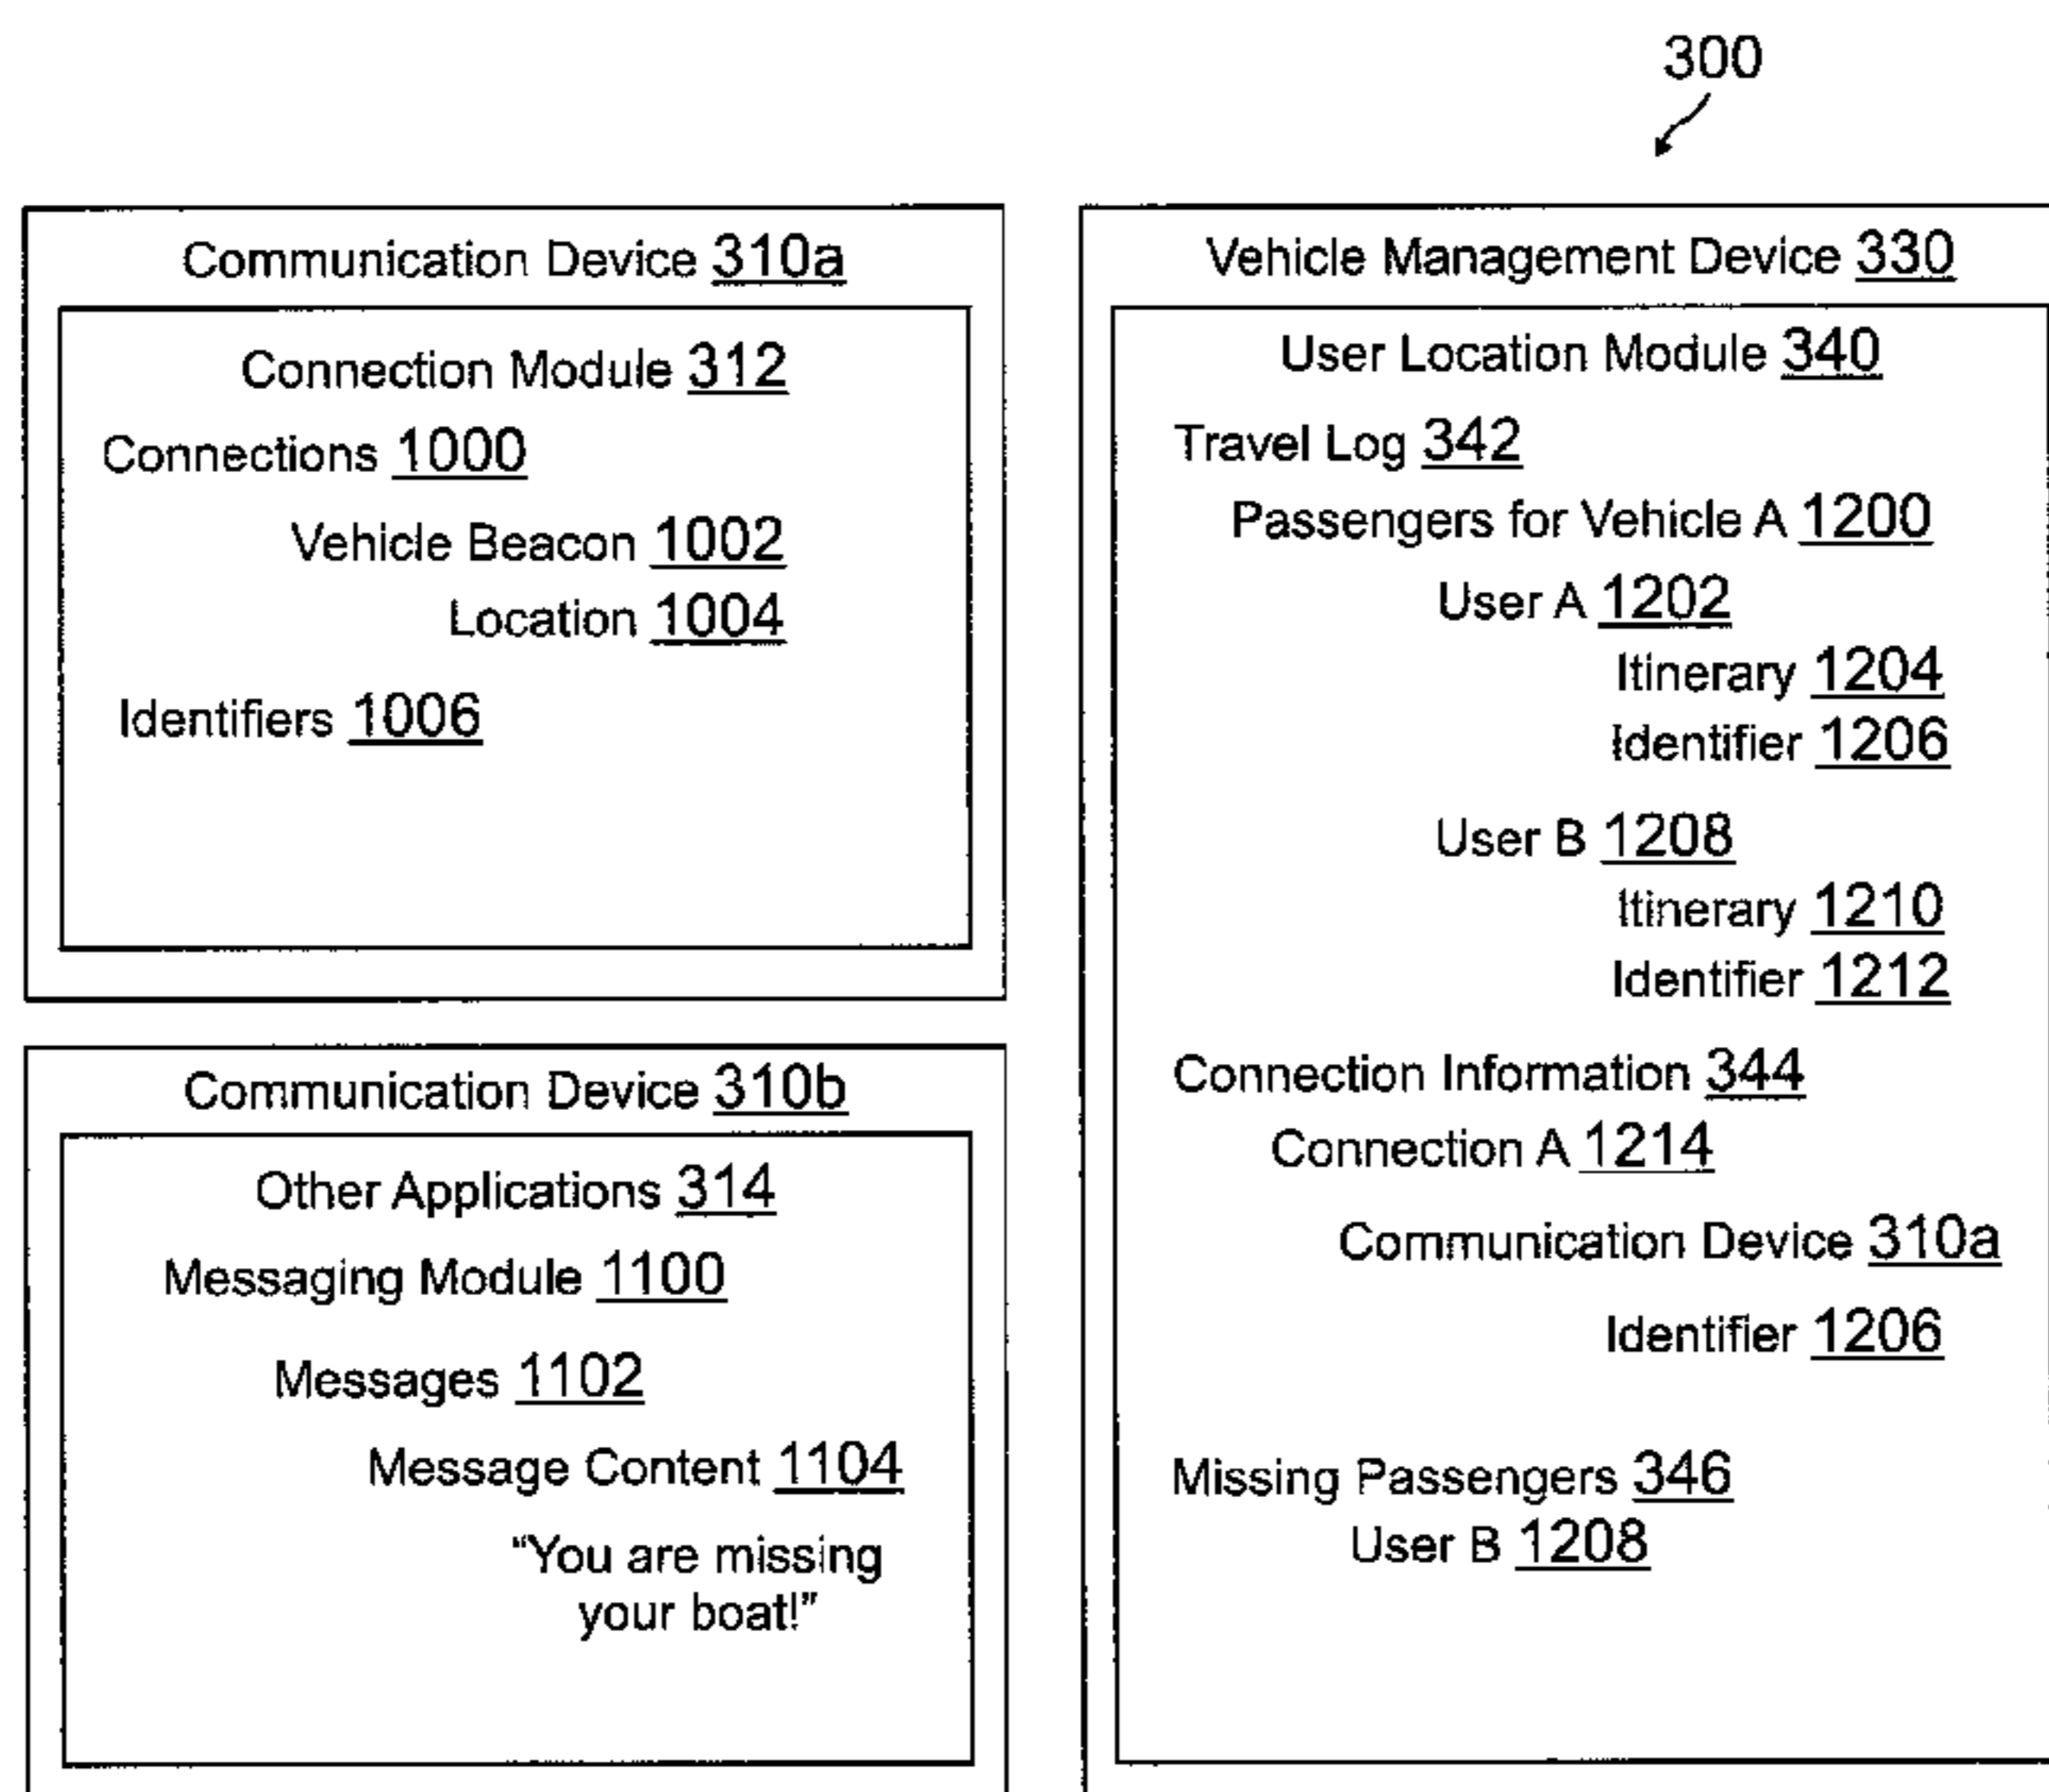 300
Communication Device 310a
Connection Module 312
Connections 1000
Vehicle Beacon 1002
Location 1004
Identifiers 1006
Communication Device 310b
Other Applications 314
Messaging Module 1100
Messages 1102
Message Content 1104
“You are missing
your boat!”
Vehicle Management Device 330
User Location Module 340
Travel Log 342
Passengers for Vehicle A 1200
User A 1202
Itinerary 1204
Identifier 1206
User B 1208
Itinerary 1210
Identifier 1212
Connection Information 344
Connection A 1214
Communication Device 310a
Identifier 1206
Missing Passengers 346
User B 1208